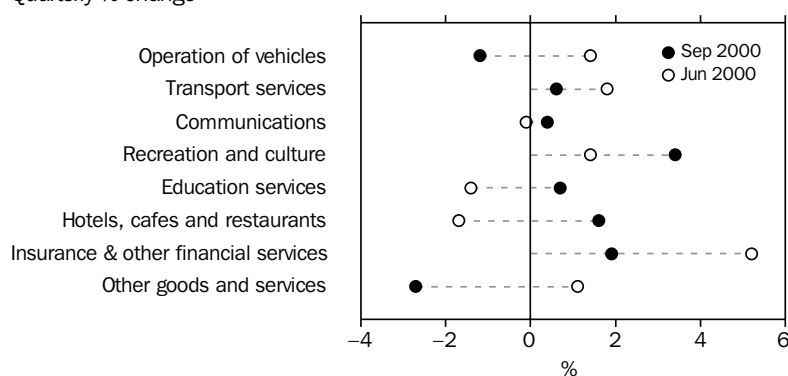 Quarterly % change
Operation of vehicles
Transport services
Communications
Recreation and culture
Education services
Hotels, cafes and restaurants
Insurance & other financial services
Other goods and services
Sep 2000
Jun 2000
−4 −2 0 2 4 6
%